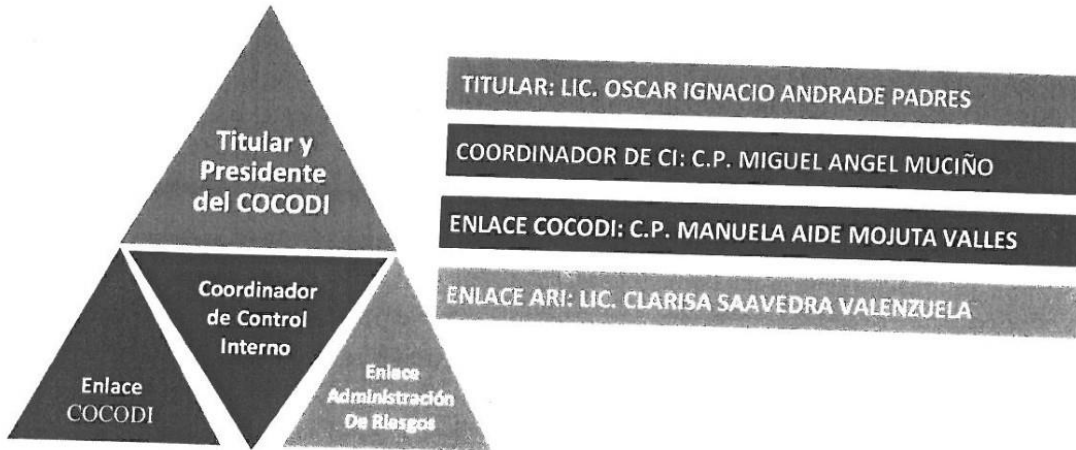 Titular y
Presidente
del COCODI
Coordinador
de Control
Interno
Enlace
COCODI
Enlace
Administración
De Riesgos
TITULAR: LIC. OSCAR IGNACIO ANDRADE PADRES
COORDINADOR DE CI: C.P. MIGUEL ANGEL MUCIÑO
ENLACE COCODI: C.P. MANUELA AIDE MOJUTA VALLES
ENLACE ARI: LIC. CLARISA SAAVEDRA VALENZUELA